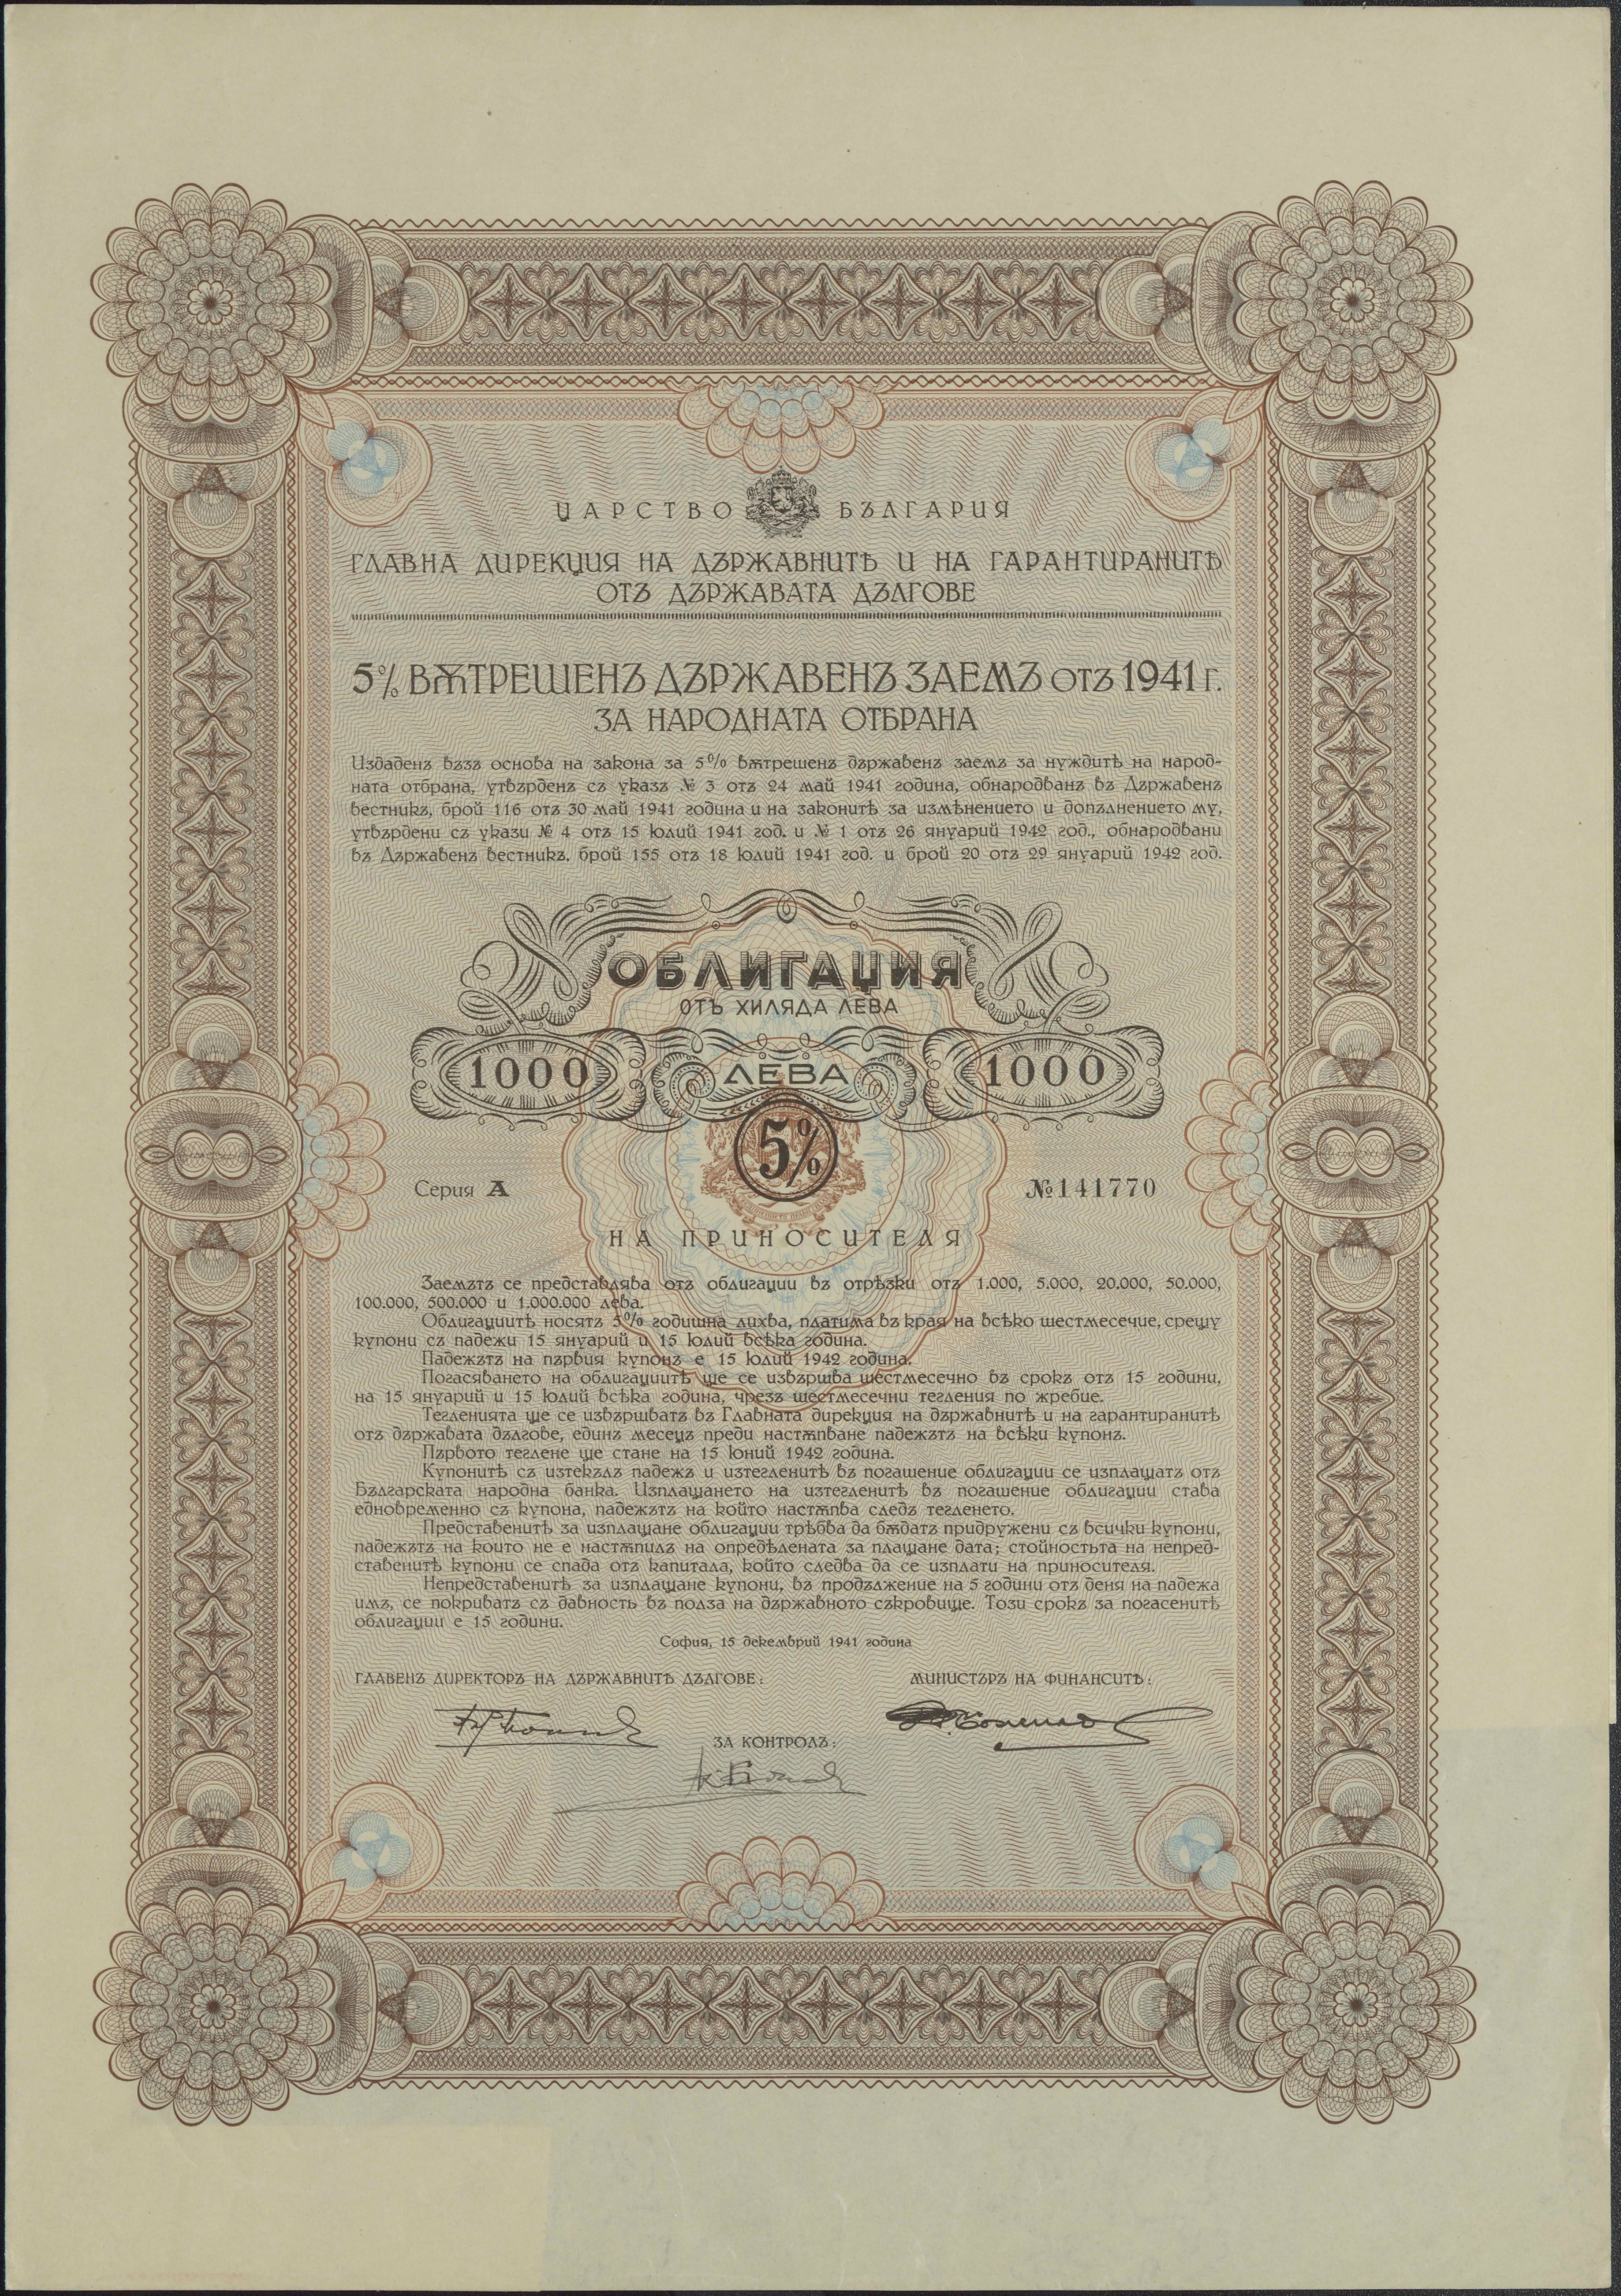 ЦАРСТВО БЪЛГАРИЯ
ГЛАВНА ДИРЕКЦИЯ НА ДЪРЖАВНИТѢ И НА ГАРАНТИРАНИТѢ
ОТЪ ДЪРЖАВАТА ДЪЛГОВЕ
5% ВѪТРЕШЕНЪ ДЪРЖАВЕНЪ ЗАЕМЪ ОТЪ 1941 Г.
ЗА НАРОДНАТА ОТБРАНА
Издаденъ възъ основа на закона за 5% вѫтрешенъ държавенъ заемъ за нуждитѣ на народ-
ната отбрана, утвърденъ съ указъ № 3 отъ 24 май 1941 година, обнародванъ въ Държавенъ
вестникъ, брой 116 отъ 30 май 1941 година и на законитѣ за измѣнението и допълнението му,
утвърдени съ укази № 4 отъ 15 юлий 1941 год. и № 1 отъ 26 януарий 1942 год., обнародвани
въ Държавенъ вестникъ, брой 155 отъ 18 юлий 1941 год. и брой 20 отъ 29 януарий 1942 год.
ОБЛИГАЦИЯ
ОТЪ ХИЛЯДА ЛЕВА
1000 ЛЕВА 1000
5%
Серия А №141770
НА ПРИНОСИТЕЛЯ
Заемътъ се представлява отъ облигации въ отрѣзки отъ 1.000, 5.000, 20.000, 50.000,
100.000, 500.000 и 1.000.000 лева.
Облигациитѣ носятъ 5% годишна лихва, платима въ края на всѣко шестмесечие, срещу
купони съ падежи 15 януарий и 15 юлий всѣка година.
Падежътъ на първия купонъ е 15 юлий 1942 година.
Погасяването на облигациитѣ ще се извършва шестмесечно въ срокъ отъ 15 години,
на 15 януарий и 15 юлий всѣка година, чрезъ шестмесечни тегления по жребие.
Тегленията ще се извършватъ въ Главната дирекция на държавнитѣ и на гарантиранитѣ
отъ държавата дългове, единъ месецъ преди настѫпване падежътъ на всѣки купонъ.
Първото теглене ще стане на 15 юний 1942 година.
Купонитѣ съ изтекълъ падежъ и изтегленитѣ въ погашение облигации се изплащатъ отъ
Българската народна банка. Изплащането на изтегленитѣ въ погашение облигации става
едновременно съ купона, падежътъ на който настѫпва следъ тегленето.
Представенитѣ за изплащане облигации трѣбва да бѫдатъ придружени съ всички купони,
падежътъ на които не е настѫпилъ на опредѣлената за плащане дата; стойностьта на непред-
ставенитѣ купони се спада отъ капитала, който следва да се изплати на приносителя.
Непредставенитѣ за изплащане купони, въ продължение на 5 години отъ деня на падежа
имъ, се покриватъ съ давность въ полза на държавното съкровище. Този срокъ за погасенитѣ
облигации е 15 години.
София, 15 декемврий 1941 година
ГЛАВЕНЪ ДИРЕКТОРЪ НА ДЪРЖАВНИТѢ ДЪЛГОВЕ: МИНИСТЪРЪ НА ФИНАНСИТѢ:
ЗА КОНТРОЛЪ: